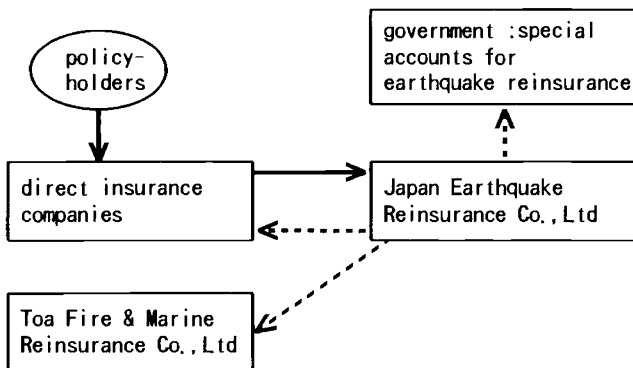 policy-
holders
government :special
accounts for
earthquake reinsurance
direct insurance
companies
Japan Earthquake
Reinsurance Co.,Ltd
Toa Fire & Marine
Reinsurance Co.,Ltd